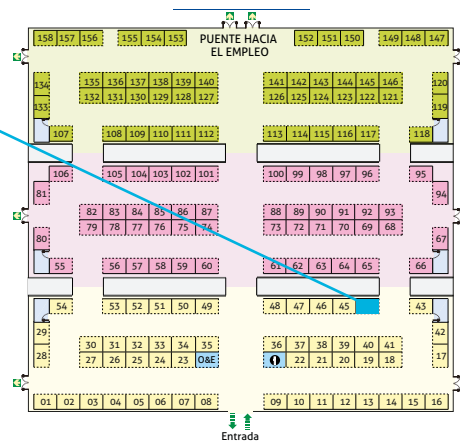 PUENTE HACIA
EL EMPLEO
158 157 156 155 154 153 152 151 150 149 148 147
134 135 136 137 138 139 140 141 142 143 144 145 146 120
133 132 131 130 129 128 127 126 125 124 123 122 121 119
107 108 109 110 111 112 113 114 115 116 117 118
106 105 104 103 102 101 100 99 98 97 96 95
81 94
82 83 84 85 86 87 88 89 90 91 92 93
80 79 78 77 76 75 74 73 72 71 70 69 68 67
55 56 57 58 59 60 61 62 63 64 65 66
54 53 52 51 50 49 48 47 46 45 43
29 42
30 31 32 33 34 35 36 37 38 39 40 41
28 27 26 25 24 23 O&E 22 21 20 19 18 17
01 02 03 04 05 06 07 08 09 10 11 12 13 14 15 16
Entrada